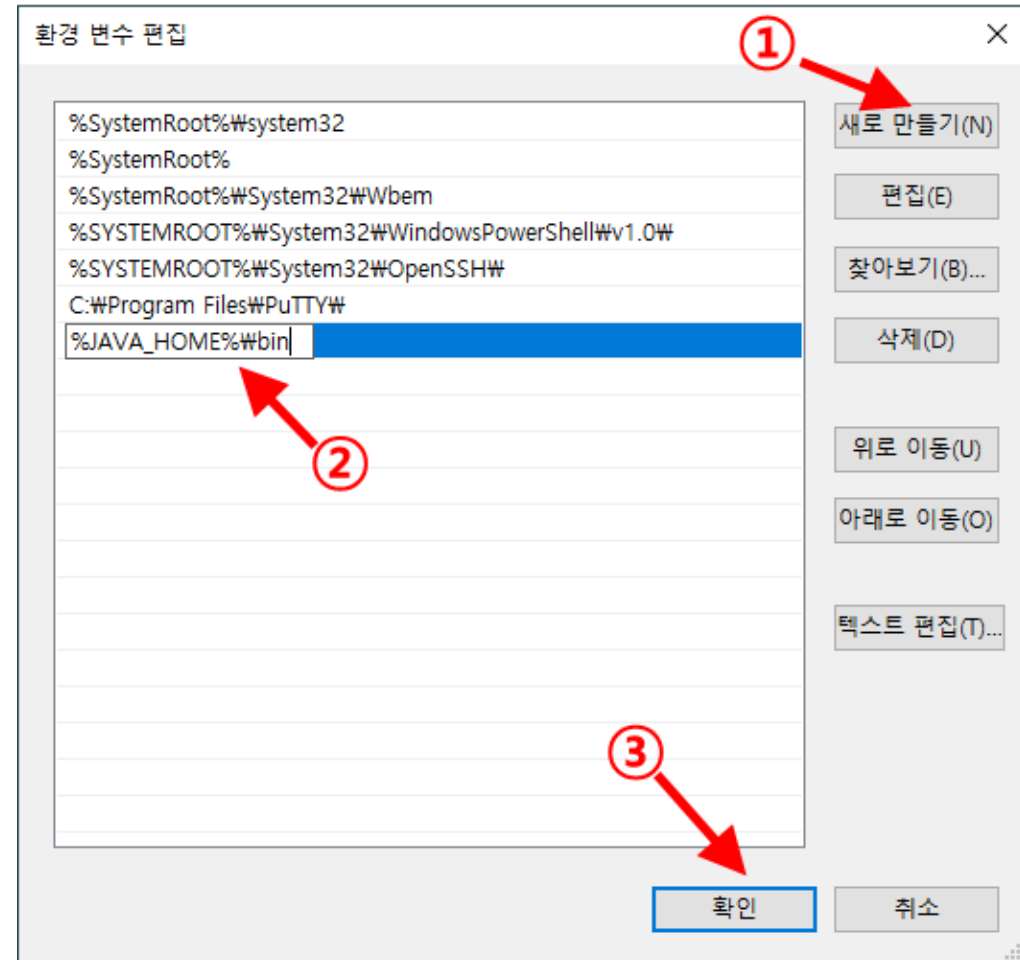 환경 변수 편집
①
%SystemRoot%₩system32
새로 만들기(N)
%SystemRoot%
%SystemRoot%₩System32₩Wbem
편집(E)
%SYSTEMROOT%₩System32₩WindowsPowerShell₩v1.0₩
%SYSTEMROOT%₩System32₩OpenSSH₩
찾아보기(B)...
C:₩Program Files₩PuTTY₩
%JAVA_HOME%₩bin
삭제(D)
②
위로 이동(U)
아래로 이동(O)
텍스트 편집(T)...
③
확인
취소